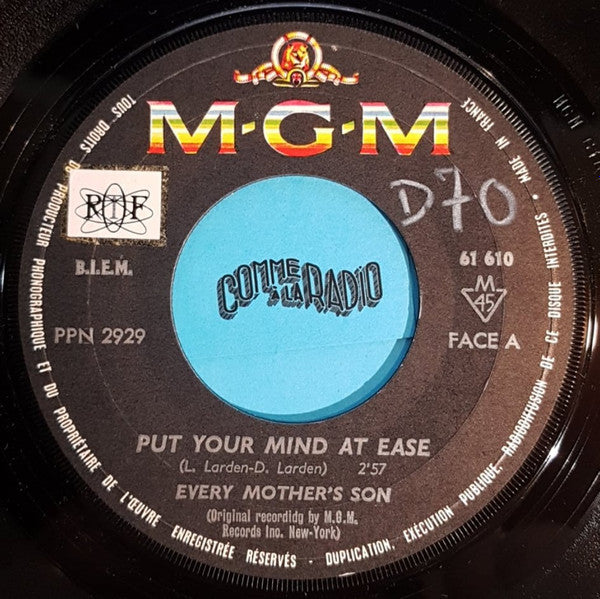 M·G·M
D70
RTF
B.I.E.M.
61 610
M
45
PPN 2929
FACE A
COMME
À LA RADIO
PUT YOUR MIND AT EASE
(L. Larden-D. Larden) 2'57
EVERY MOTHER'S SON
(Original recordidg by M.G.M.
Records Inc. New-York)
TOUS DROITS DU PRODUCTEUR PHONOGRAPHIQUE ET DU PROPRIÉTAIRE DE L'ŒUVRE ENREGISTRÉE RÉSERVÉS - DUPLICATION, EXÉCUTION PUBLIQUE, RADIODIFFUSION DE CE DISQUE INTERDITES • MADE IN FRANCE